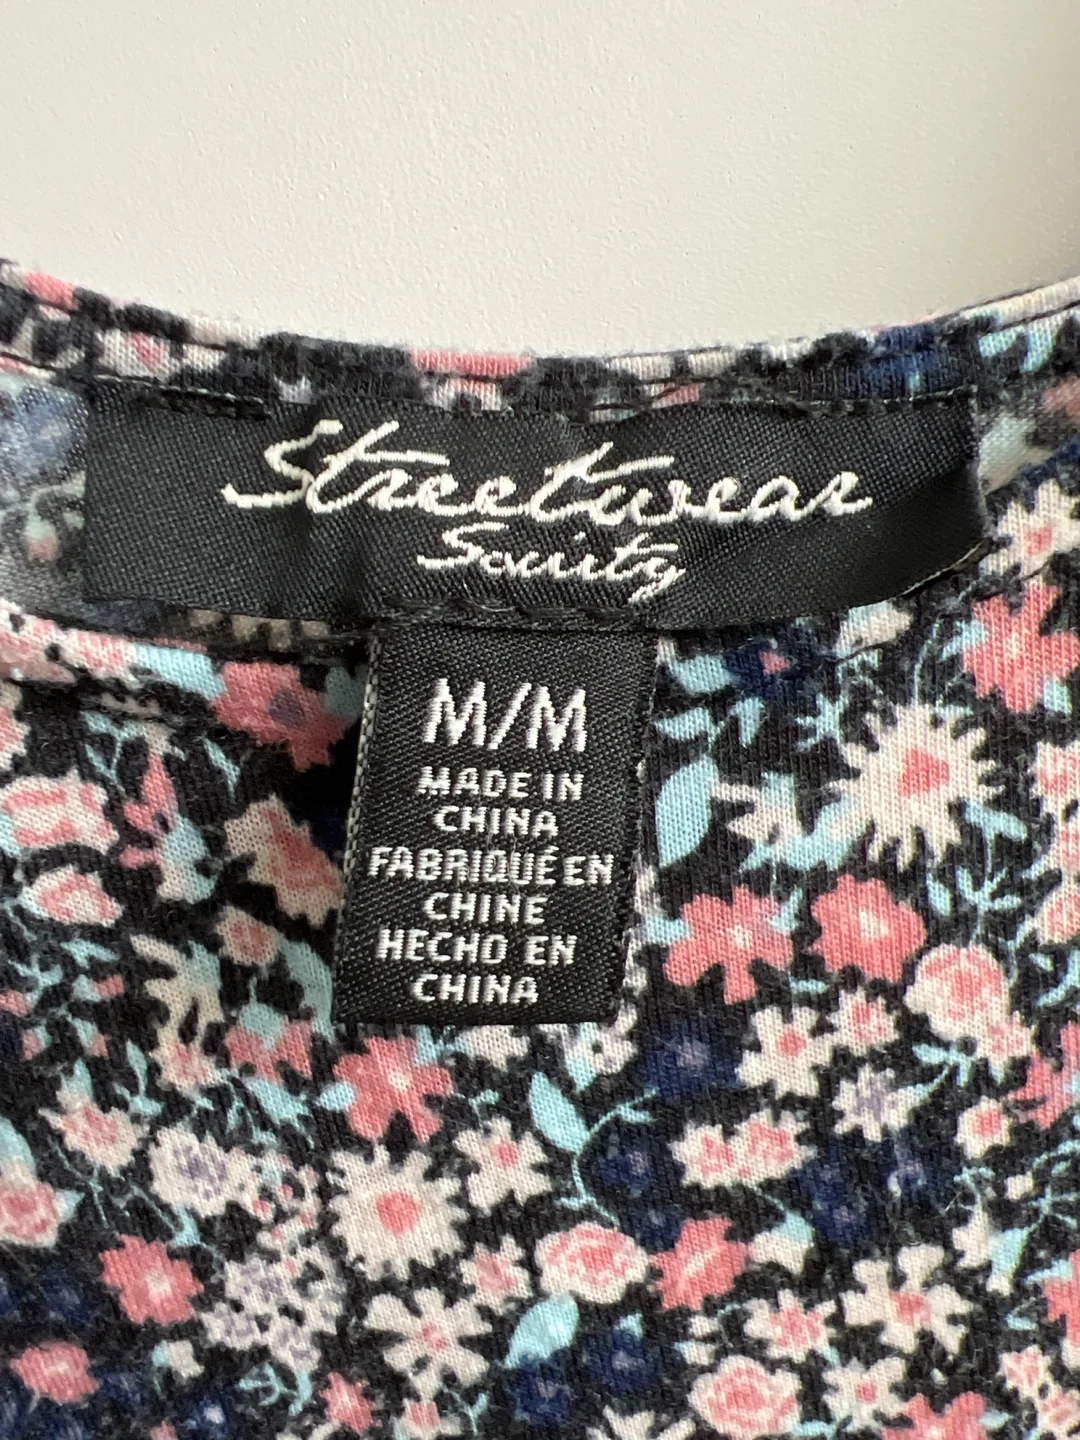 Streetwear
Society
M/M
MADE IN
CHINA
FABRIQUÉ EN
CHINE
HECHO EN
CHINA